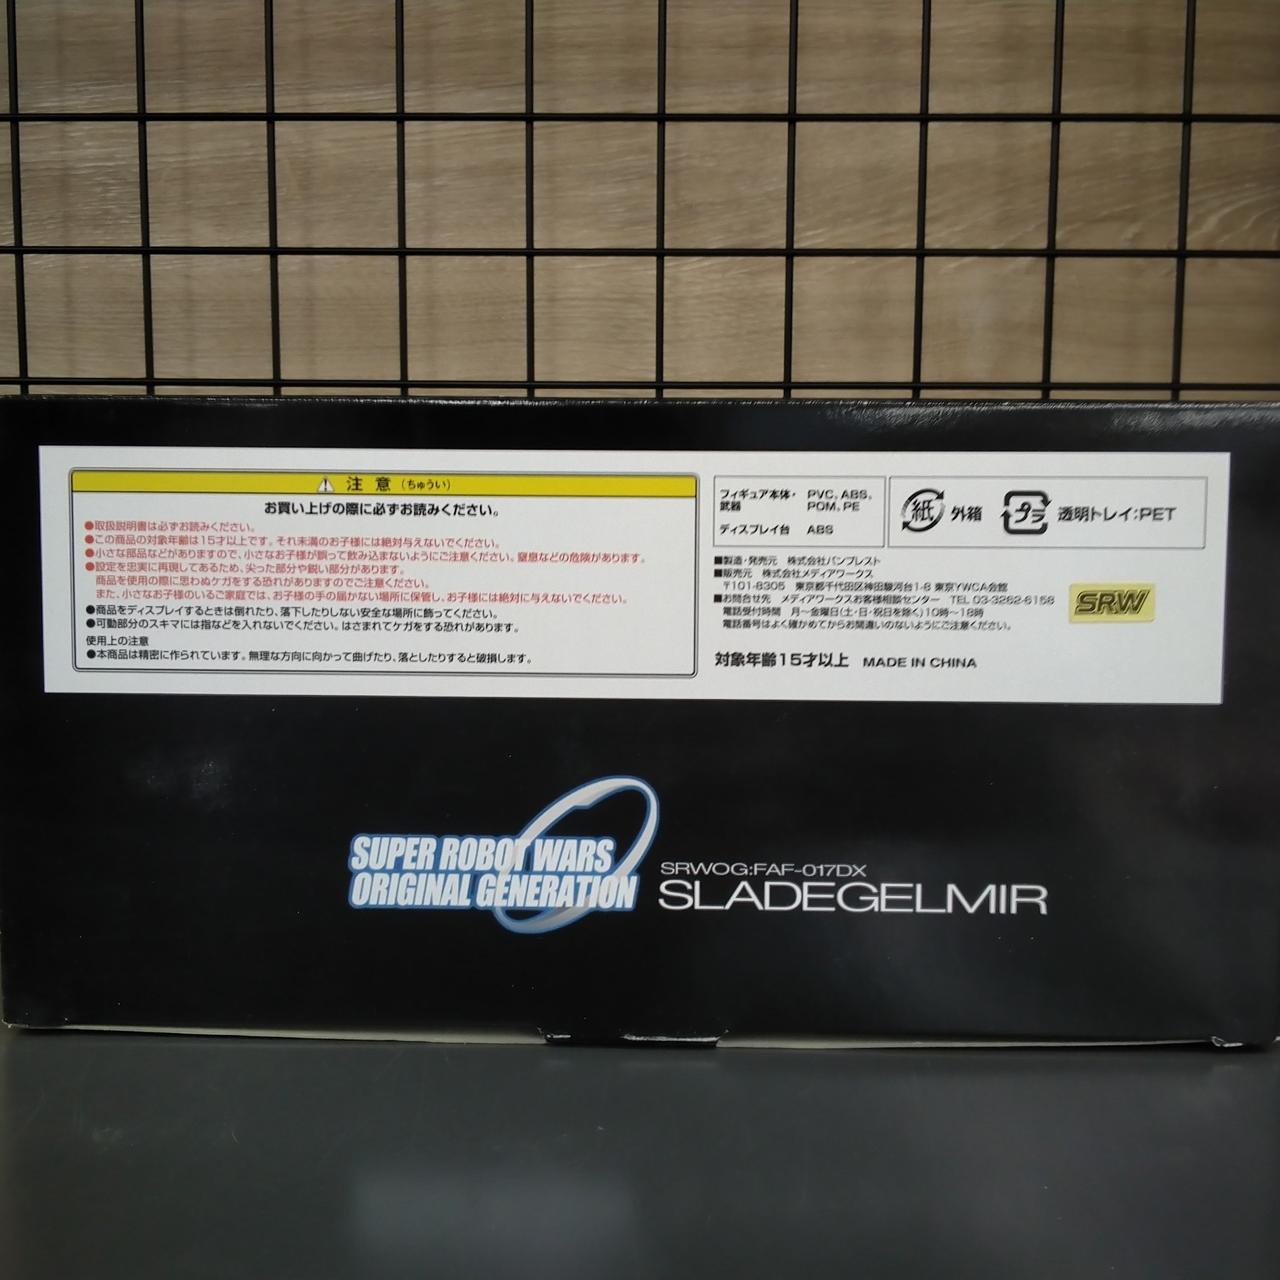 注意(ちゅうい)
お買い上げの際に必ずお読みください。
●取扱説明書は必ずお読みください。
●この商品の対象年齢は15才以上です。それ未満のお子様には絶対与えないでください。
●小さな部品などがありますので、小さなお子様が誤って飲み込まないようにご注意ください。窒息などの危険があります。
●設定を忠実に再現してあるため、尖った部分や鋭い部分があります。
商品を使用の際に思わぬケガをする恐れがありますのでご注意ください。
また、小さなお子様のいるご家庭では、お子様の手の届かない場所に保管し、お子様には絶対に与えないでください。
●商品をディスプレイするときは倒れたり、落下したりしない安全な場所に飾ってください。
●可動部分のスキマには指などを入れないでください。はさまれてケガをする恐れがあります。
使用上の注意
●本商品は精密に作られています。無理な方向に向かって曲げたり、落としたりすると破損します。
フィギュア本体・武器 PVC、ABS、POM、PE
ディスプレイ台 ABS
紙 外箱 プラ 透明トレイ:PET
■製造・発売元 株式会社バンプレスト
■販売元 株式会社メディアワークス
〒101-8305 東京都千代田区神田駿河台1-8 東京YWCA会館
■お問合せ先 メディアワークスお客様相談センター TEL 03-3262-6158
電話受付時間 月～金曜日(土・日・祝日を除く)10時～18時
電話番号はよく確かめてからお間違いのないようにご注意ください。
SRW
対象年齢15才以上 MADE IN CHINA
SUPER ROBOT WARS
ORIGINAL GENERATION
SRWOG:FAF-017DX
SLADEGELMIR